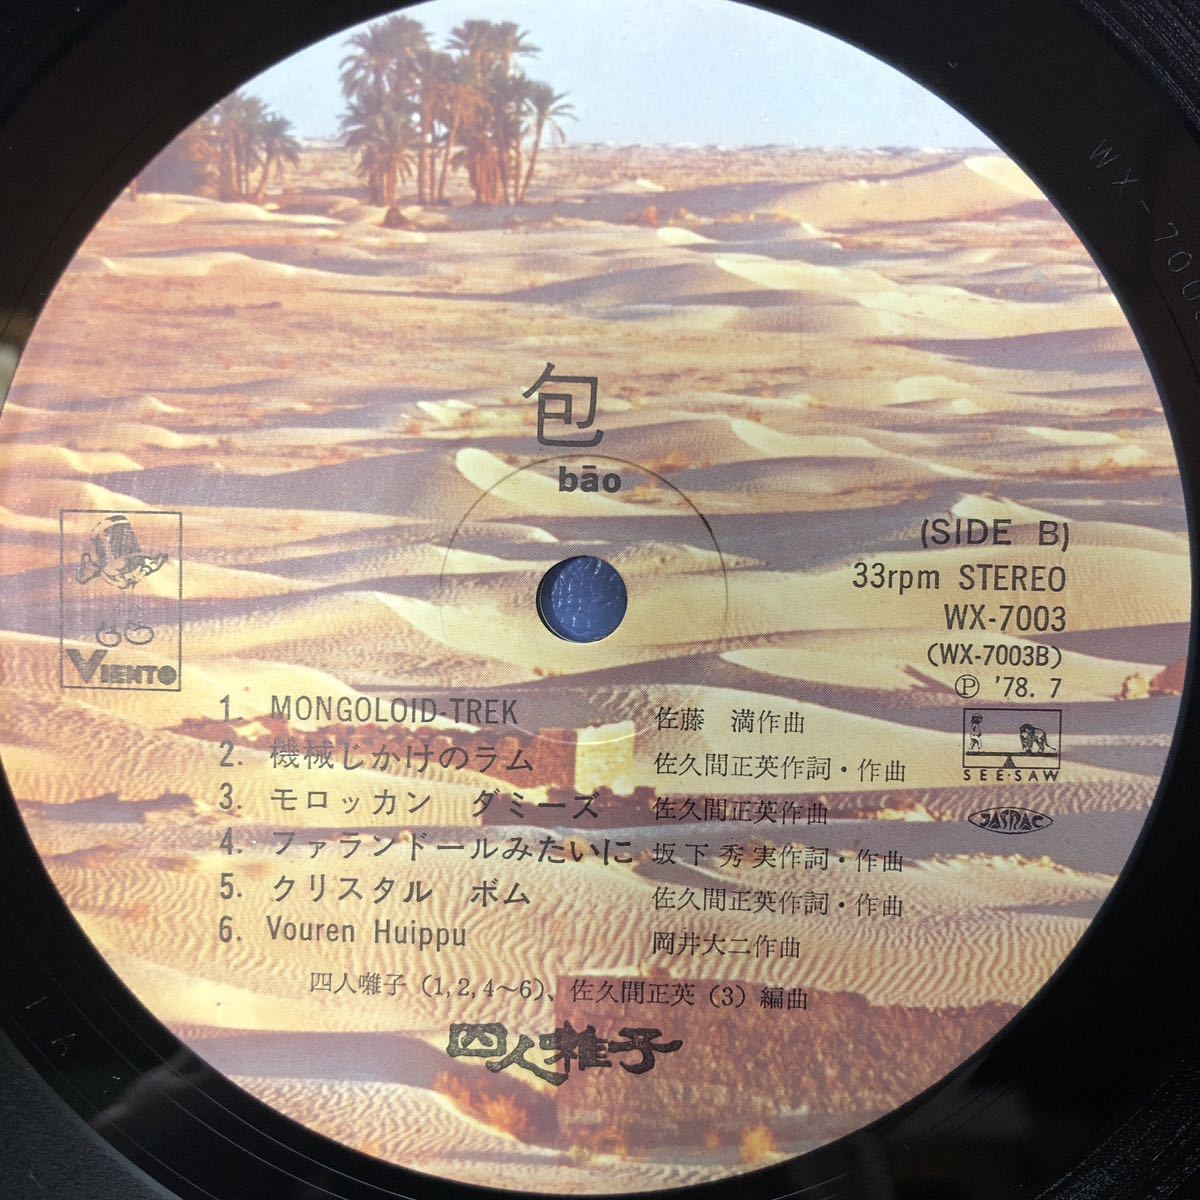 包
bāo
(SIDE B)
33rpm STEREO
WX-7003
(WX-7003B)
Ⓟ '78. 7
VIENTO
SEE·SAW
JASRAC
1. MONGOLOID-TREK 佐藤 満作曲
2. 機械じかけのラム 佐久間正英作詞・作曲
3. モロッカン ダミーズ 佐久間正英作曲
4. ファランドールみたいに 坂下秀実作詞・作曲
5. クリスタル ボム 佐久間正英作詞・作曲
6. Vouren Huippu 岡井大二作曲
四人囃子 (1,2,4〜6)、佐久間正英 (3) 編曲
四人囃子
WX-700
A